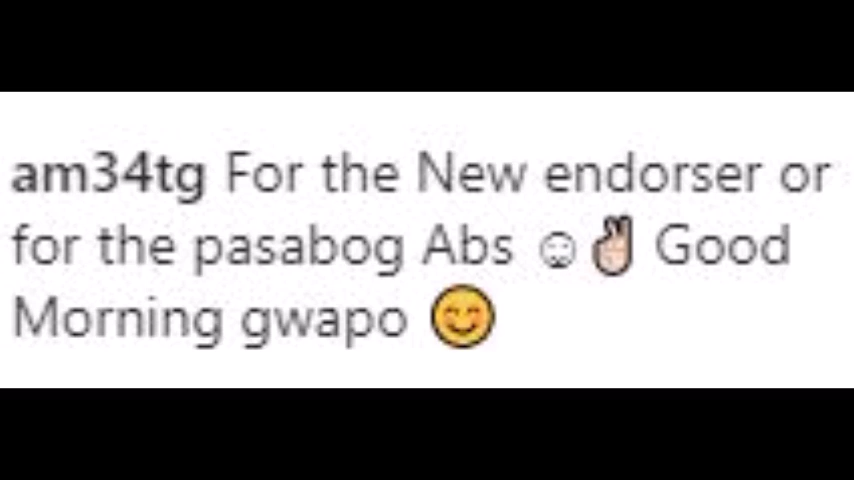 am34tg For the New endorser or
for the pasabog Abs ☺✌🏻 Good
Morning gwapo 😊